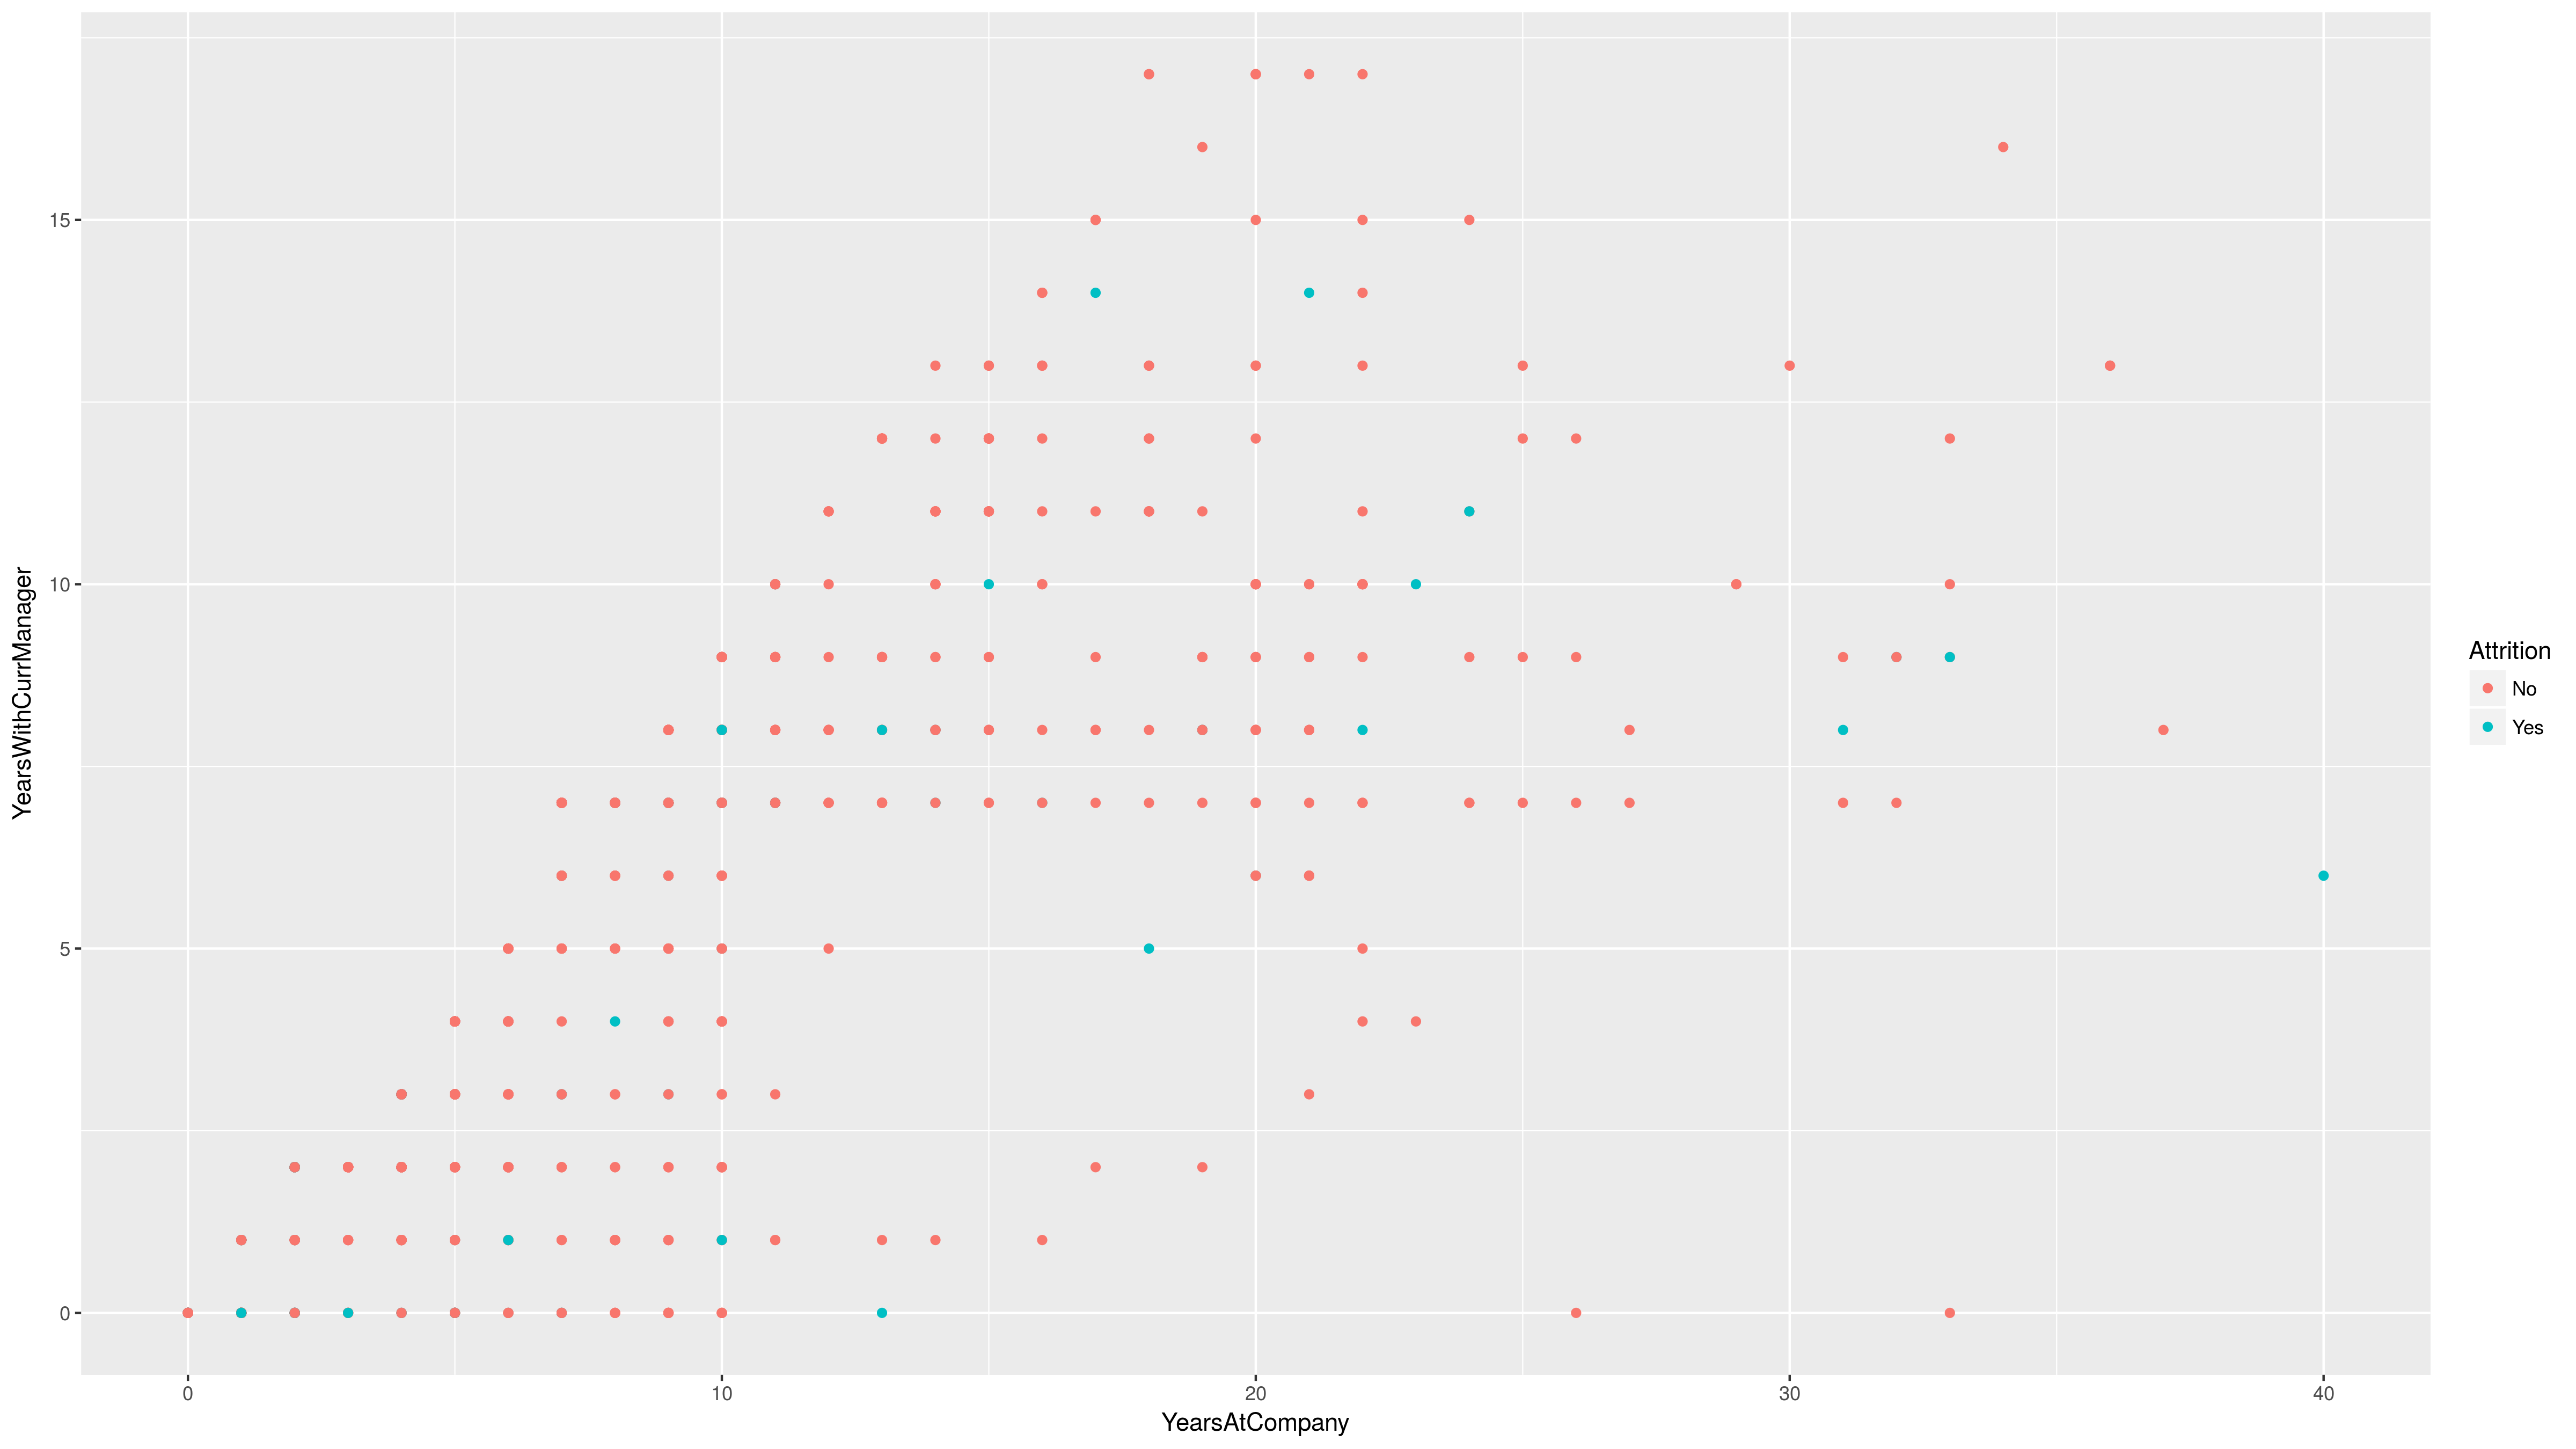 YearsWithCurrManager
15
10
5
0
0 10 20 30 40
YearsAtCompany
Attrition
No
Yes